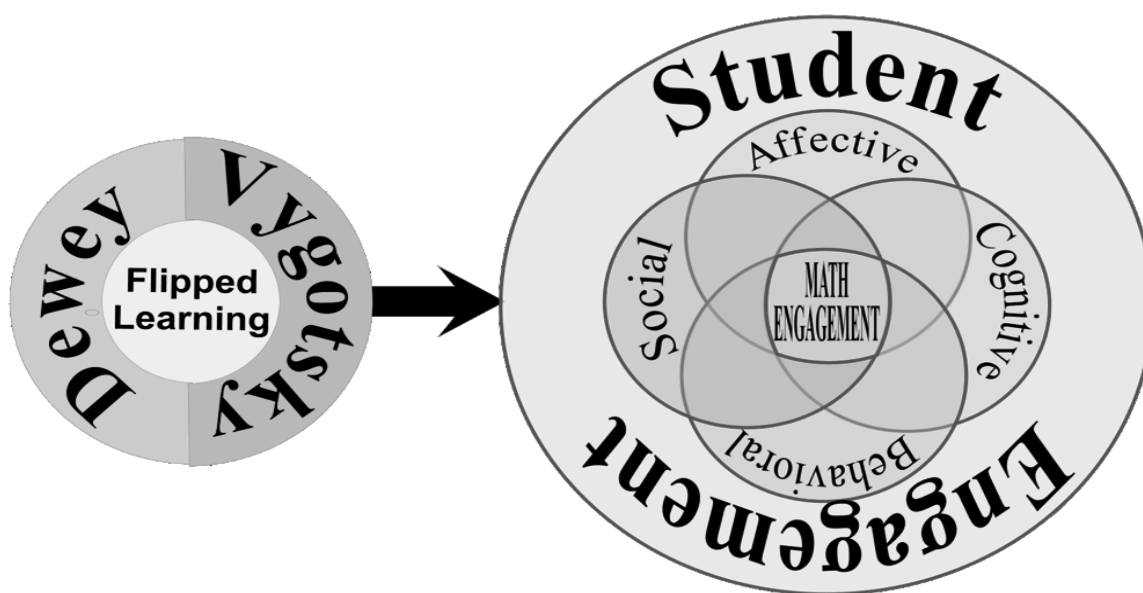 Dewey
Vygotsky
Flipped
Learning
Student
Affective
Social
Cognitive
MATH
ENGAGEMENT
Behavioral
Engagement